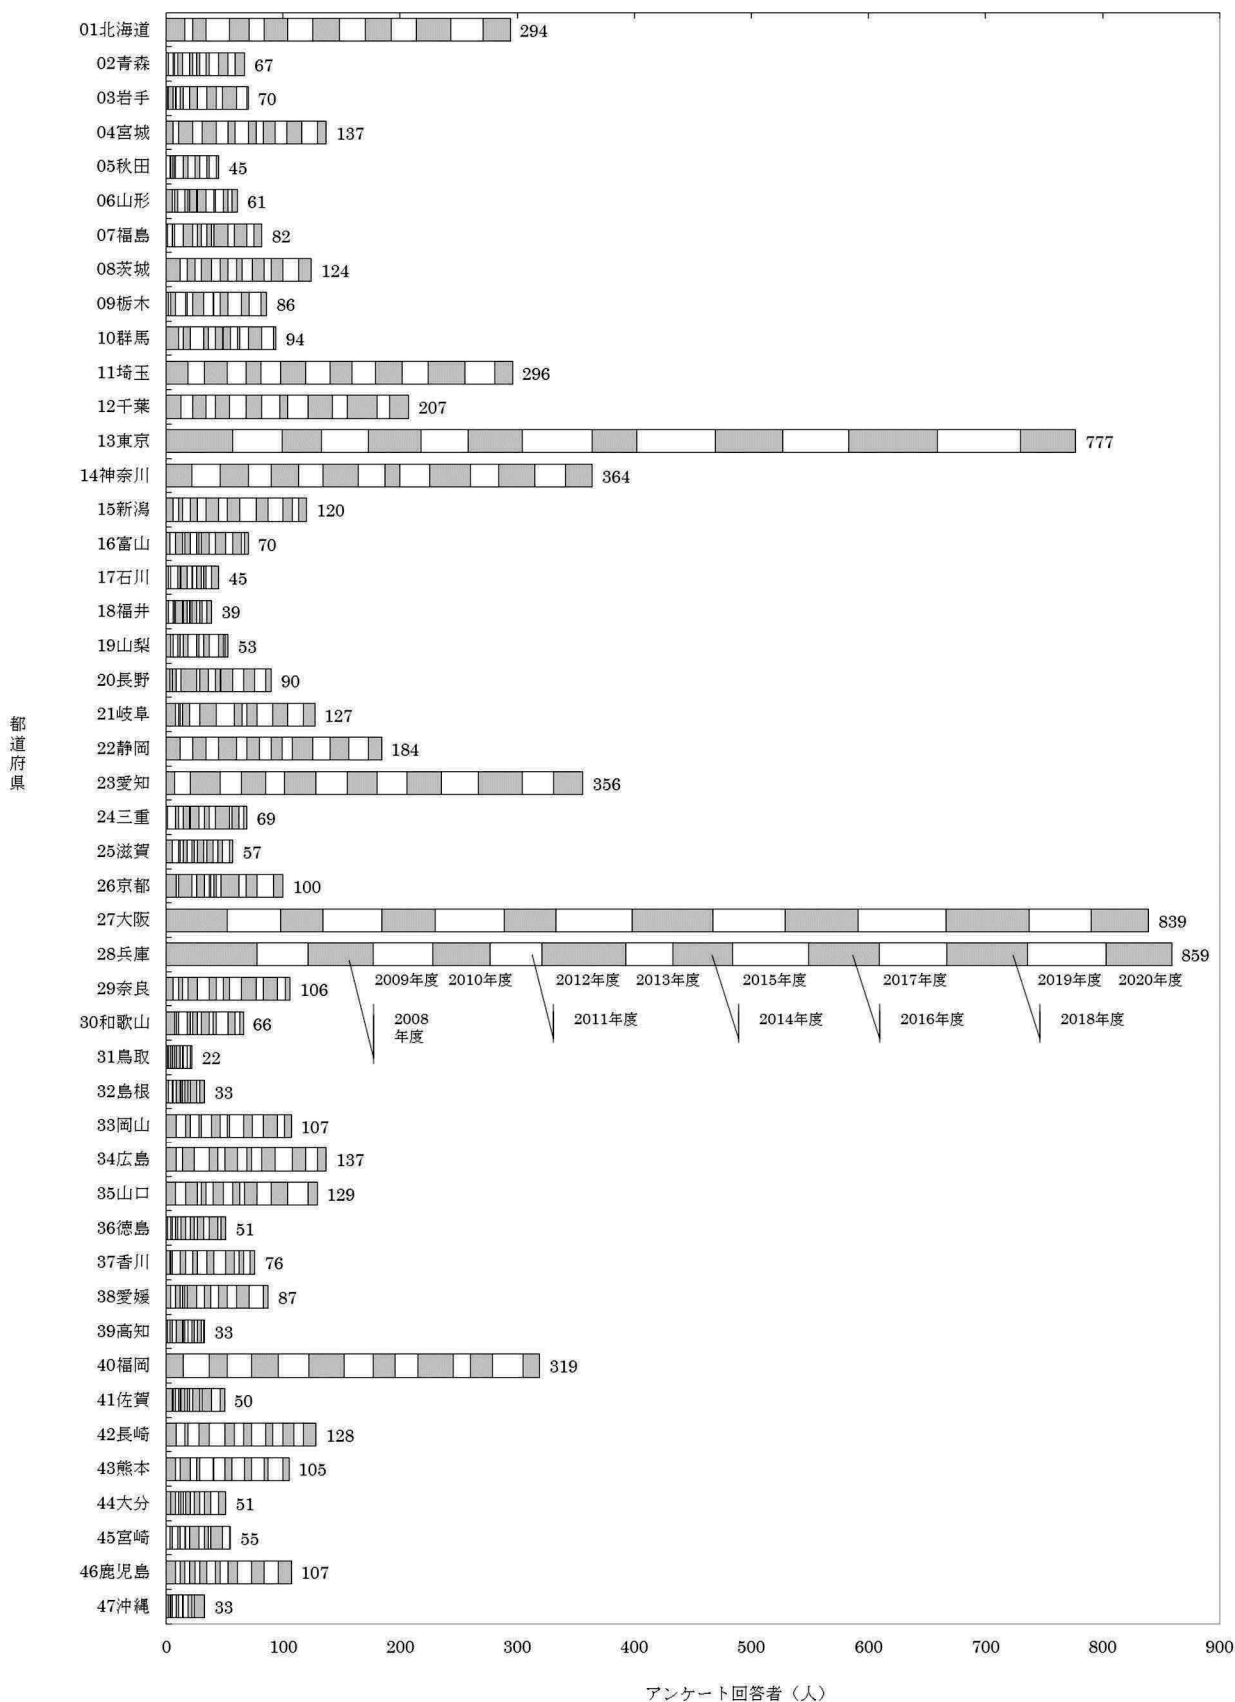 01北海道 294
02青森 67
03岩手 70
04宮城 137
05秋田 45
06山形 61
07福島 82
08茨城 124
09栃木 86
10群馬 94
11埼玉 296
12千葉 207
13東京 777
14神奈川 364
15新潟 120
16富山 70
17石川 45
18福井 39
19山梨 53
20長野 90
21岐阜 127
都道府県
22静岡 184
23愛知 356
24三重 69
25滋賀 57
26京都 100
27大阪 839
28兵庫 859
2009年度 2010年度 2012年度 2013年度 2015年度 2017年度 2019年度 2020年度
29奈良 106
30和歌山 66
2008
年度
2011年度 2014年度 2016年度 2018年度
31鳥取 22
32島根 33
33岡山 107
34広島 137
35山口 129
36徳島 51
37香川 76
38愛媛 87
39高知 33
40福岡 319
41佐賀 50
42長崎 128
43熊本 105
44大分 51
45宮崎 55
46鹿児島 107
47沖縄 33
0 100 200 300 400 500 600 700 800 900
アンケート回答者（人）